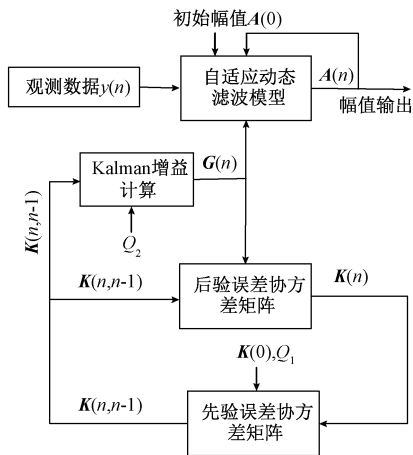 初始幅值A(0)
观测数据y(n)
自适应动态
滤波模型
A(n)
幅值输出
Kalman增益
计算
G(n)
K(n,n-1)
Q₂
K(n,n-1)
后验误差协方
差矩阵
K(n)
K(0),Q₁
K(n,n-1)
先验误差协方
差矩阵